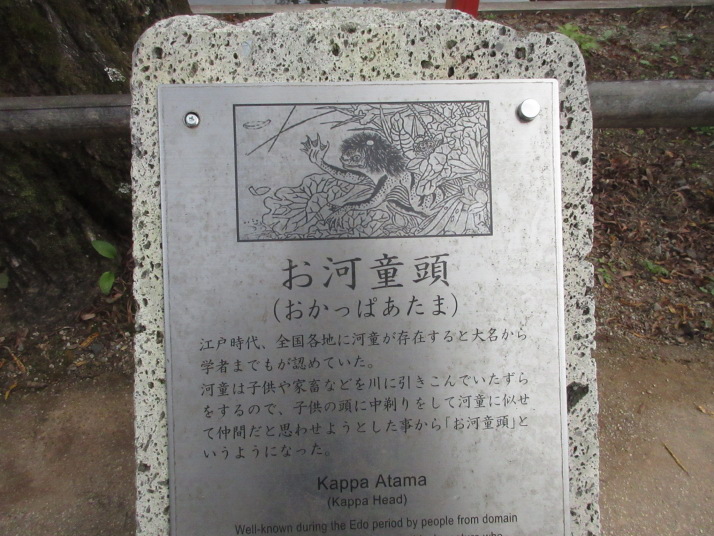 お河童頭
(おかっぱあたま)
江戸時代、全国各地に河童が存在すると大名から
学者までもが認めていた。
河童は子供や家畜などを川に引きこんでいたずら
をするので、子供の頭に中剃りをして河童に似せ
て仲間だと思わせようとした事から「お河童頭」と
いうようになった。
Kappa Atama
(Kappa Head)
Well-known during the Edo period by people from domain